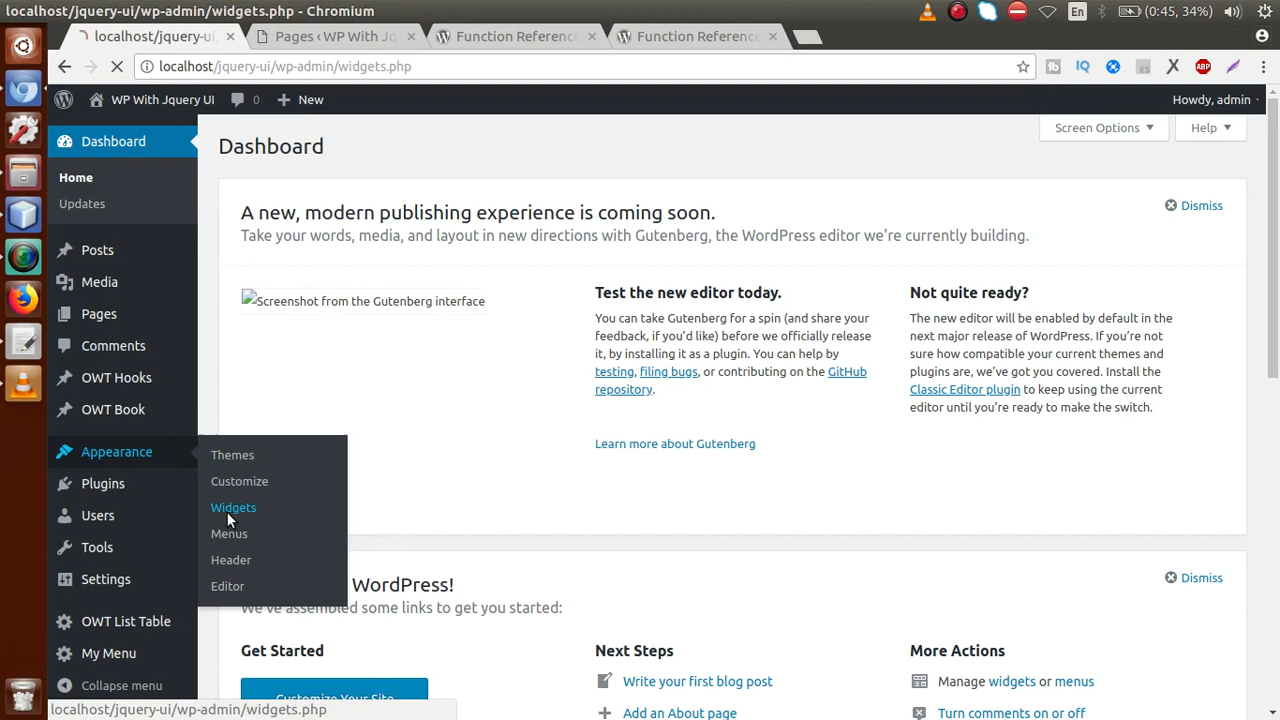 localhost/jquery-ui/wp-admin/widgets.php - Chromium
En
(0:45, 34%)
localhost/jquery-ui
Pages ‹ WP With Jq
Function Reference
Function Reference
localhost/jquery-ui/wp-admin/widgets.php
fb
IQ
ES
X
ABP
WP With Jquery UI
0
New
Howdy, admin
Dashboard
Home
Updates
Posts
Media
Pages
Comments
OWT Hooks
OWT Book
Appearance
Plugins
Users
Tools
Settings
OWT List Table
My Menu
Collapse menu
Themes
Customize
Widgets
Menus
Header
Editor
Dashboard
Screen Options
Help
A new, modern publishing experience is coming soon.
Dismiss
Take your words, media, and layout in new directions with Gutenberg, the WordPress editor we're currently building.
Screenshot from the Gutenberg interface
Test the new editor today.
You can take Gutenberg for a spin (and share your
feedback, if you'd like) before we officially release
it, by installing it as a plugin. You can help by
testing, filing bugs, or contributing on the GitHub
repository.
Learn more about Gutenberg
Not quite ready?
The new editor will be enabled by default in the
next major release of WordPress. If you're not
sure how compatible your current themes and
plugins are, we've got you covered. Install the
Classic Editor plugin to keep using the current
editor until you're ready to make the switch.
WordPress!
Dismiss
We've assembled some links to get you started:
Get Started
Customize Your Site
Next Steps
Write your first blog post
Add an About page
More Actions
Manage widgets or menus
Turn comments on or off
localhost/jquery-ui/wp-admin/widgets.php